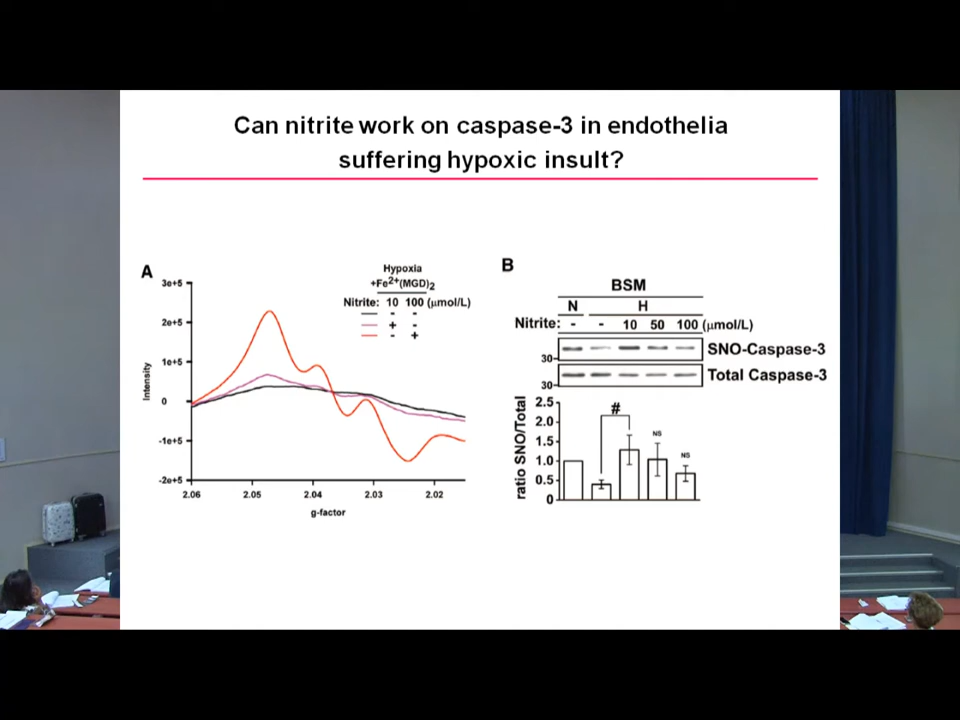 Can nitrite work on caspase-3 in endothelia
suffering hypoxic insult?
A
Hypoxia
+Fe2+(MGD)2
Nitrite: 10 100 (μmol/L)
- -
+ -
- +
3e+5
2e+5
1e+5
0
-1e+5
-2e+5
Intensity
2.06 2.05 2.04 2.03 2.02
g-factor
B
BSM
N H
Nitrite: - - 10 50 100 (μmol/L)
30 SNO-Caspase-3
30 Total Caspase-3
ratio SNO/Total
2.5
2.0
1.5
1.0
0.5
0
#
NS
NS